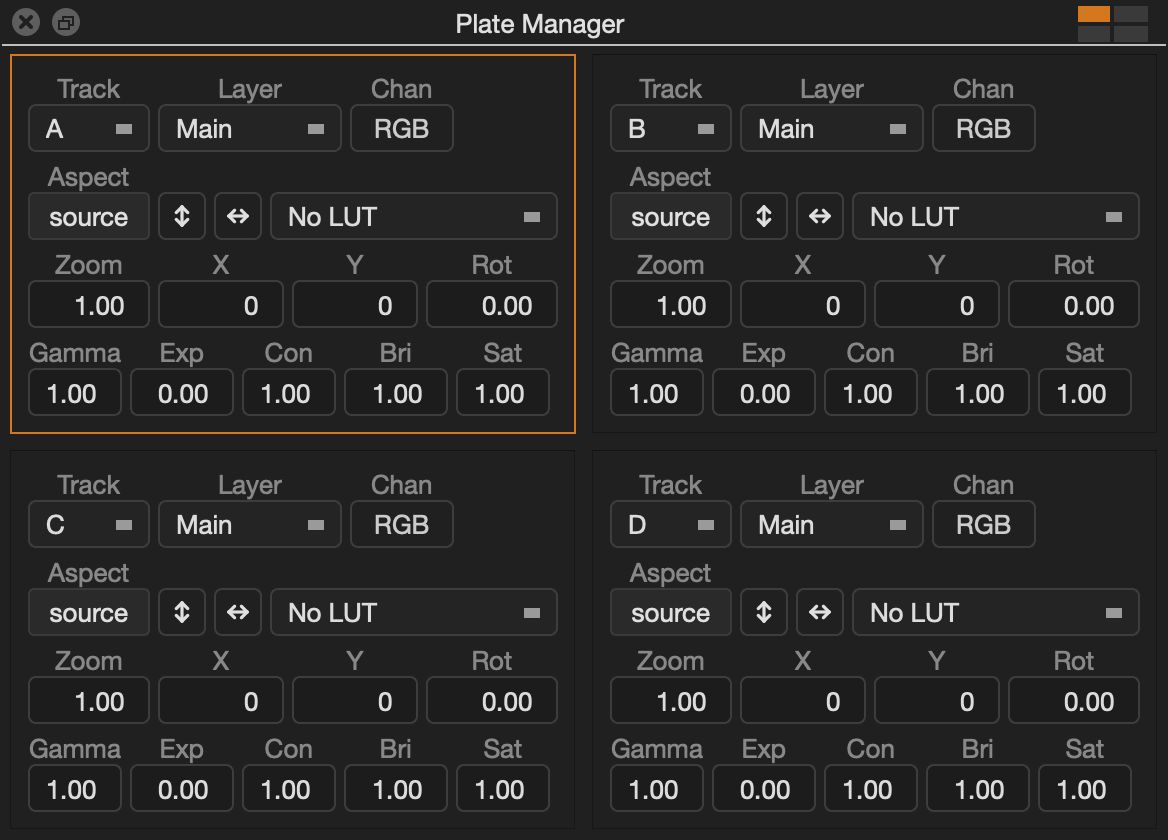 Plate Manager
Track Layer Chan
A Main RGB
Aspect
source No LUT
Zoom X Y Rot
1.00 0 0 0.00
Gamma Exp Con Bri Sat
1.00 0.00 1.00 1.00 1.00
Track Layer Chan
B Main RGB
Aspect
source No LUT
Zoom X Y Rot
1.00 0 0 0.00
Gamma Exp Con Bri Sat
1.00 0.00 1.00 1.00 1.00
Track Layer Chan
C Main RGB
Aspect
source No LUT
Zoom X Y Rot
1.00 0 0 0.00
Gamma Exp Con Bri Sat
1.00 0.00 1.00 1.00 1.00
Track Layer Chan
D Main RGB
Aspect
source No LUT
Zoom X Y Rot
1.00 0 0 0.00
Gamma Exp Con Bri Sat
1.00 0.00 1.00 1.00 1.00